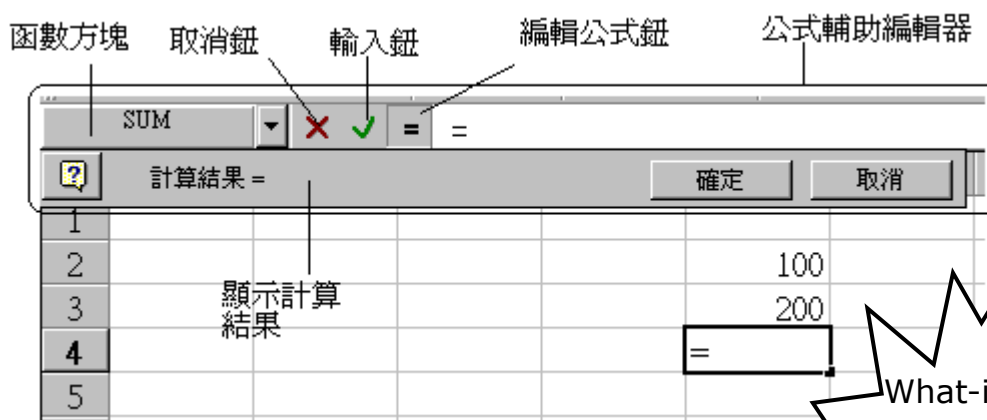 函數方塊 取消鈕 輸入鈕 編輯公式鈕 公式輔助編輯器
SUM = =
計算結果 = 確定 取消
1
2 100
3 200
顯示計算
結果
4 =
5 What-i